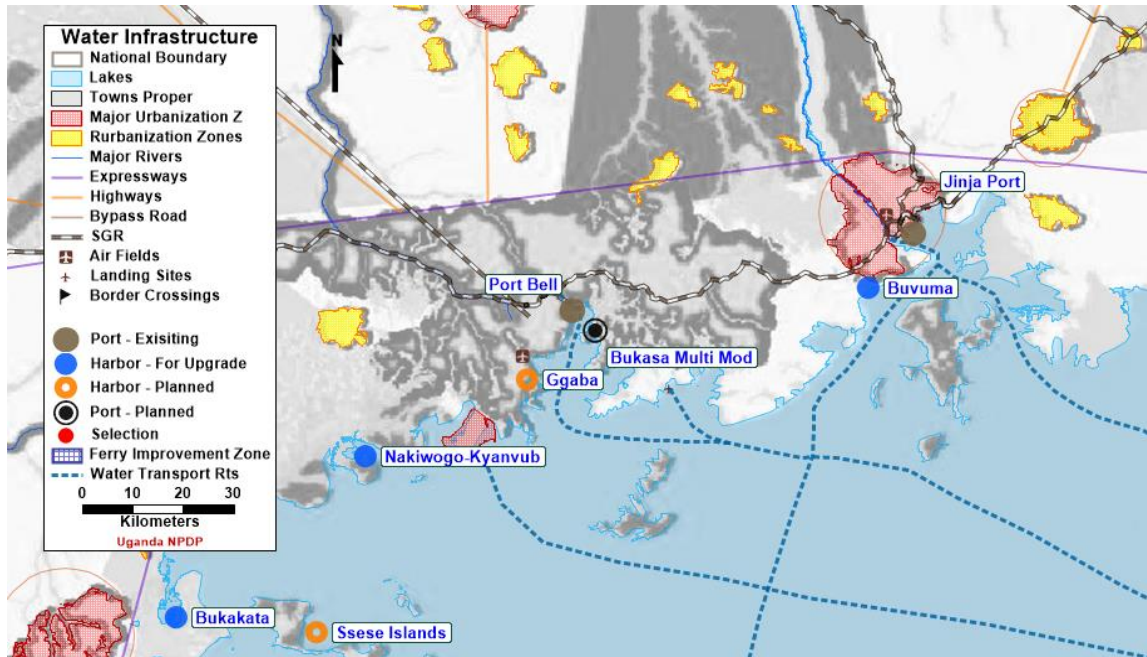 Water Infrastructure
National Boundary
Lakes
Towns Proper
Major Urbanization Z
Rurbanization Zones
Major Rivers
Expressways
Highways
Bypass Road
SGR
Air Fields
Landing Sites
Border Crossings
Port - Exisiting
Harbor - For Upgrade
Harbor - Planned
Port - Planned
Selection
Ferry Improvement Zone
Water Transport Rts
0 10 20 30
Kilometers
Uganda NPDP
N
Jinja Port
Port Bell
Buvuma
Bukasa Multi Mod
Ggaba
Nakiwogo-Kyanvub
Bukakata
Ssese Islands